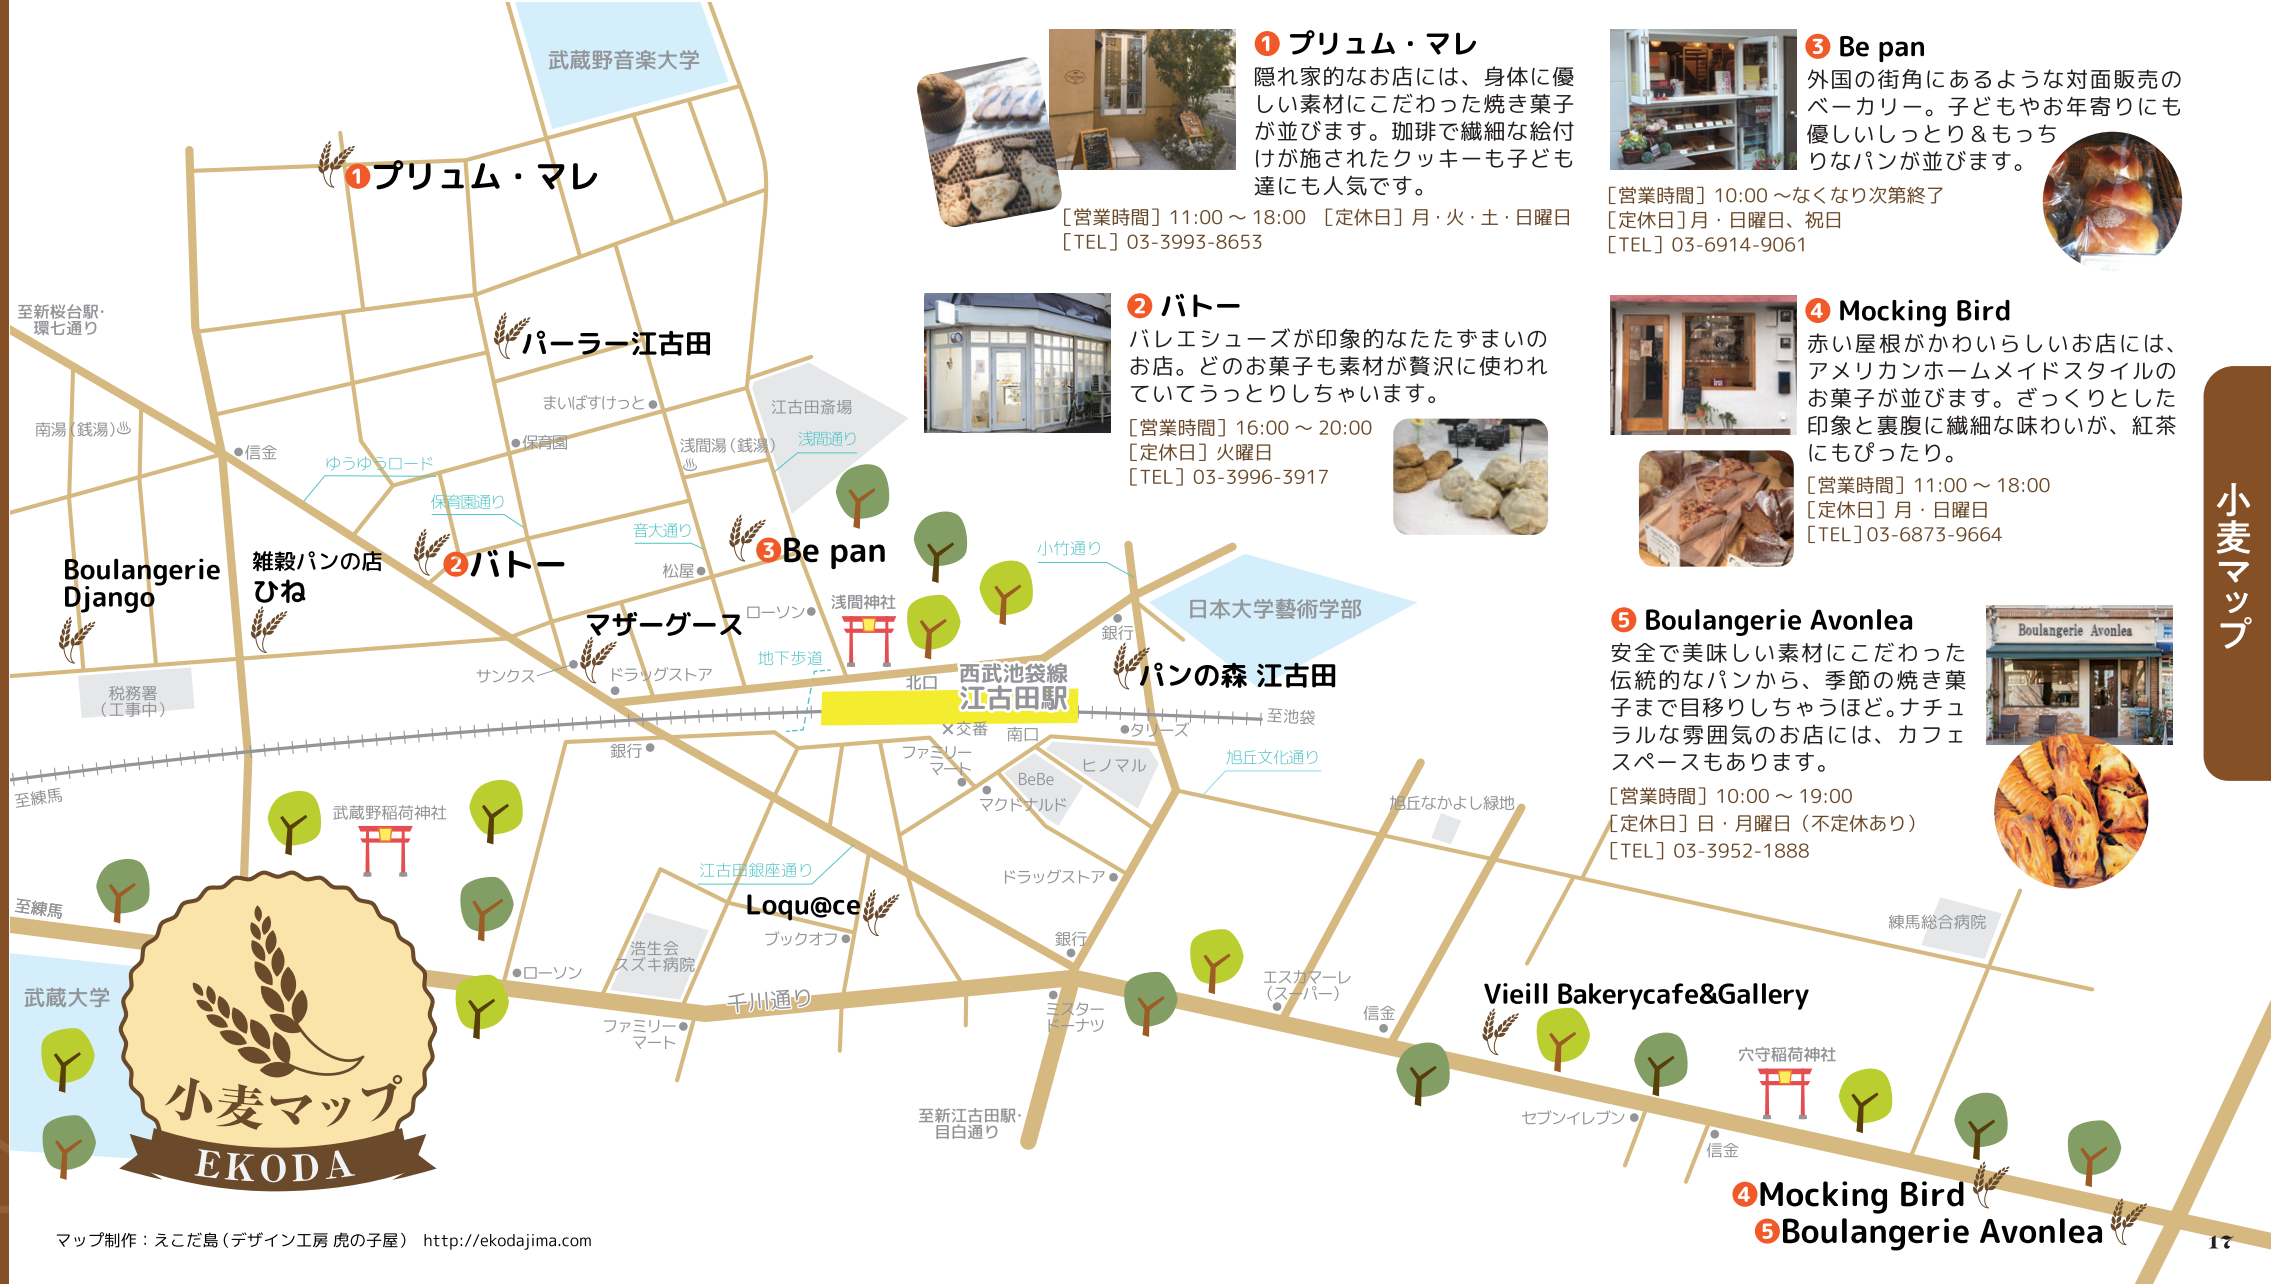 武蔵野音楽大学
❶プリュム・マレ
至新桜台駅・
環七通り
パーラー江古田
まいばすけっと
江古田斎場
南湯(銭湯)♨
信金
保育園
浅間湯(銭湯)
♨
浅間通り
ゆうゆうロード
保育園通り
音大通り
❷バトー
❸Be pan
松屋
Boulangerie
Django
雑穀パンの店
ひね
マザーグース
ローソン
浅間神社
小竹通り
日本大学藝術学部
銀行
地下歩道
サンクス
ドラッグストア
北口
西武池袋線
江古田駅
パンの森 江古田
税務署
(工事中)
至池袋
×交番
南口
タリーズ
銀行
ファミリー
マート
BeBe
ヒノマル
マクドナルド
旭丘文化通り
至練馬
武蔵野稲荷神社
旭丘なかよし緑地
江古田銀座通り
ドラッグストア
Loqu@ce
ブックオフ
至練馬
浩生会
スズキ病院
銀行
練馬総合病院
ローソン
武蔵大学
千川通り
ミスター
ドーナツ
エスカマーレ
(スーパー)
信金
ファミリー
マート
Vieill Bakerycafe&Gallery
穴守稲荷神社
至新江古田駅・
目白通り
セブンイレブン
信金
❹Mocking Bird
❺Boulangerie Avonlea
小麦マップ
EKODA
マップ制作:えこだ島(デザイン工房 虎の子屋) http://ekodajima.com
❶ プリュム・マレ
隠れ家的なお店には、身体に優
しい素材にこだわった焼き菓子
が並びます。珈琲で繊細な絵付
けが施されたクッキーも子ども
達にも人気です。
[営業時間] 11:00 ～ 18:00 [定休日] 月・火・土・日曜日
[TEL] 03-3993-8653
❷ バトー
バレエシューズが印象的なたたずまいの
お店。どのお菓子も素材が贅沢に使われ
ていてうっとりしちゃいます。
[営業時間] 16:00 ～ 20:00
[定休日] 火曜日
[TEL] 03-3996-3917
❸ Be pan
外国の街角にあるような対面販売の
ベーカリー。子どもやお年寄りにも
優しいしっとり＆もっち
りなパンが並びます。
[営業時間] 10:00 ～なくなり次第終了
[定休日] 月・日曜日、祝日
[TEL] 03-6914-9061
❹ Mocking Bird
赤い屋根がかわいらしいお店には、
アメリカンホームメイドスタイルの
お菓子が並びます。ざっくりとした
印象と裏腹に繊細な味わいが、紅茶
にもぴったり。
[営業時間] 11:00 ～ 18:00
[定休日] 月・日曜日
[TEL] 03-6873-9664
❺ Boulangerie Avonlea
安全で美味しい素材にこだわった
伝統的なパンから、季節の焼き菓
子まで目移りしちゃうほど。ナチュ
ラルな雰囲気のお店には、カフェ
スペースもあります。
[営業時間] 10:00 ～ 19:00
[定休日] 日・月曜日（不定休あり）
[TEL] 03-3952-1888
Boulangerie Avonlea
小麦マップ
17